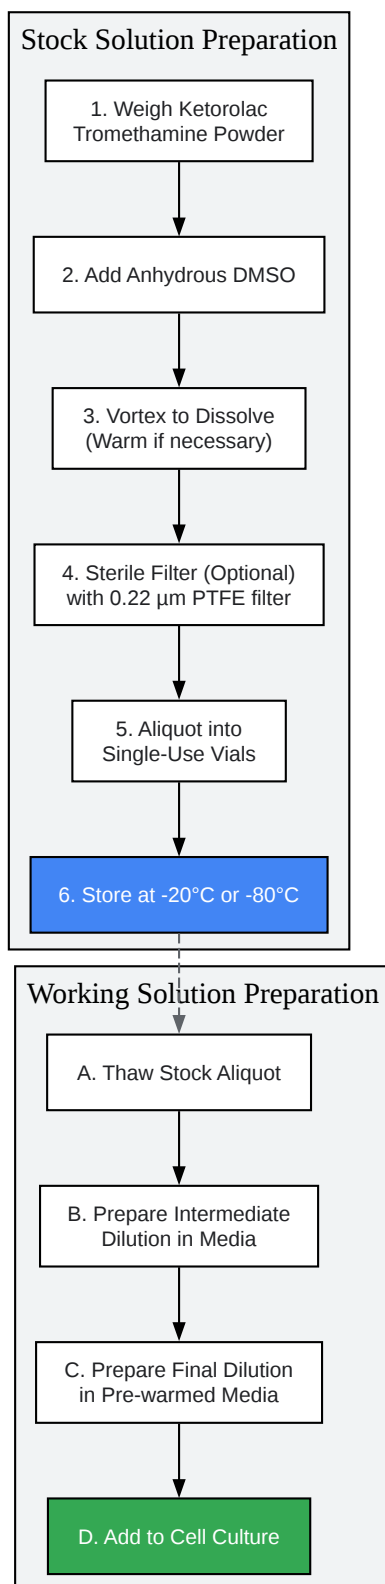 Stock Solution Preparation
1. Weigh Ketorolac
Tromethamine Powder
2. Add Anhydrous DMSO
3. Vortex to Dissolve
(Warm if necessary)
4. Sterile Filter (Optional)
with 0.22 µm PTFE filter
5. Aliquot into
Single-Use Vials
6. Store at -20°C or -80°C
Working Solution Preparation
A. Thaw Stock Aliquot
B. Prepare Intermediate
Dilution in Media
C. Prepare Final Dilution
in Pre-warmed Media
D. Add to Cell Culture